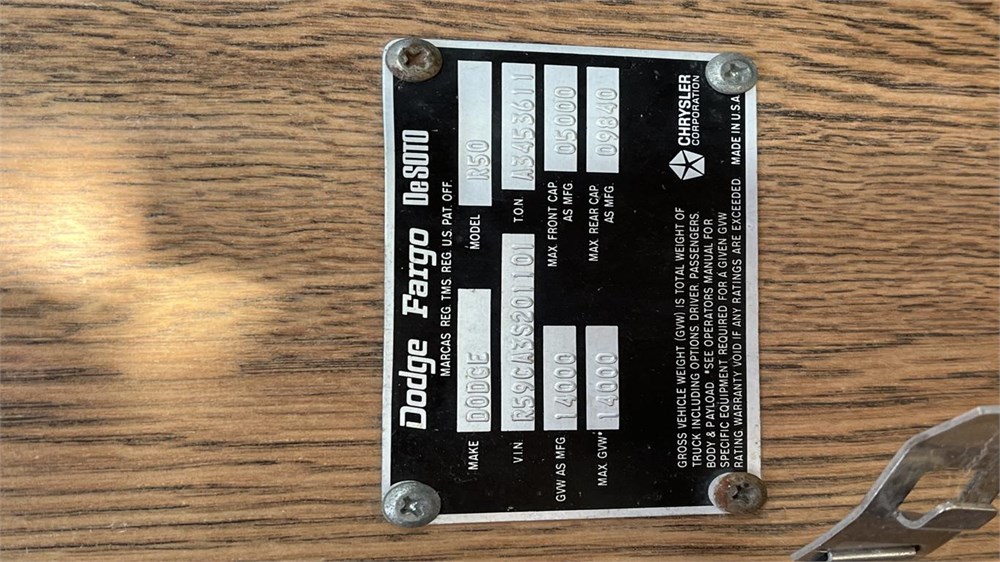 Dodge Fargo DeSOTO
MARCAS REG. TMS. REG. U.S. PAT. OFF.
MAKE DODGE MODEL R50
V.I.N. R59CA3S201101 T.O.N. A3453611
GVW AS MFG 14000 MAX. FRONT CAP. AS MFG. 05000
MAX. GVW* 14000 MAX. REAR CAP. AS MFG. 09840
GROSS VEHICLE WEIGHT (GVW) IS TOTAL WEIGHT OF
TRUCK INCLUDING OPTIONS, DRIVER, PASSENGERS,
BODY & PAYLOAD *SEE OPERATORS MANUAL FOR
SPECIFIC EQUIPMENT REQUIRED FOR A GIVEN GVW
RATING. WARRANTY VOID IF ANY RATINGS ARE EXCEEDED
CHRYSLER
CORPORATION
MADE IN U.S.A.